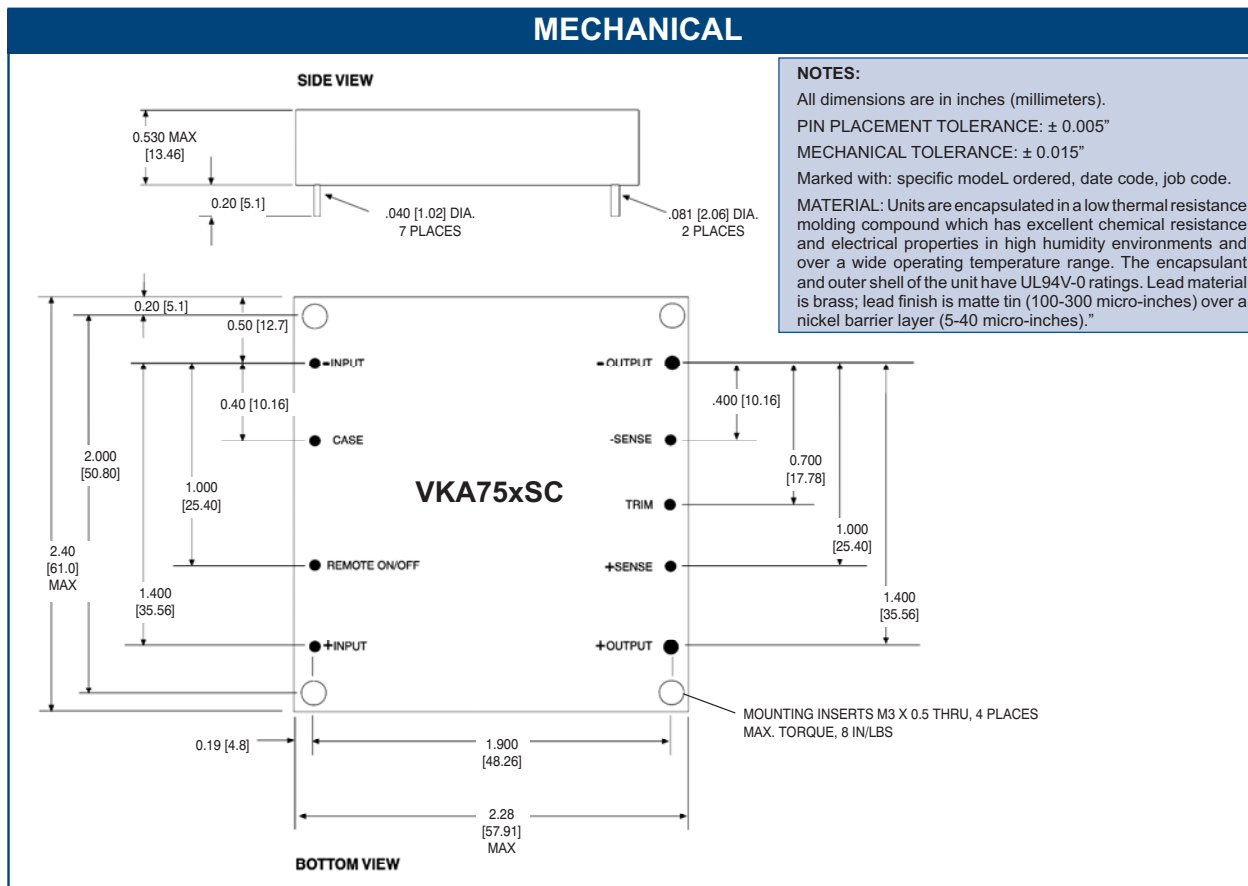 MECHANICAL
SIDE VIEW
0.530 MAX
[13.46]
0.20 [5.1]
.040 [1.02] DIA.
7 PLACES
.081 [2.06] DIA.
2 PLACES
NOTES:
All dimensions are in inches (millimeters).
PIN PLACEMENT TOLERANCE: ± 0.005”
MECHANICAL TOLERANCE: ± 0.015”
Marked with: specific modeL ordered, date code, job code.
MATERIAL: Units are encapsulated in a low thermal resistance
molding compound which has excellent chemical resistance
and electrical properties in high humidity environments and
over a wide operating temperature range. The encapsulant
and outer shell of the unit have UL94V-0 ratings. Lead material
is brass; lead finish is matte tin (100-300 micro-inches) over a
nickel barrier layer (5-40 micro-inches).”
0.20 [5.1]
0.50 [12.7]
-INPUT
-OUTPUT
0.40 [10.16]
.400 [10.16]
CASE
-SENSE
2.000
[50.80]
0.700
[17.78]
1.000
[25.40]
VKA75xSC
TRIM
1.000
[25.40]
2.40
[61.0]
MAX
REMOTE ON/OFF
+SENSE
1.400
[35.56]
1.400
[35.56]
+INPUT
+OUTPUT
MOUNTING INSERTS M3 X 0.5 THRU, 4 PLACES
MAX. TORQUE, 8 IN/LBS
0.19 [4.8]
1.900
[48.26]
2.28
[57.91]
MAX
BOTTOM VIEW